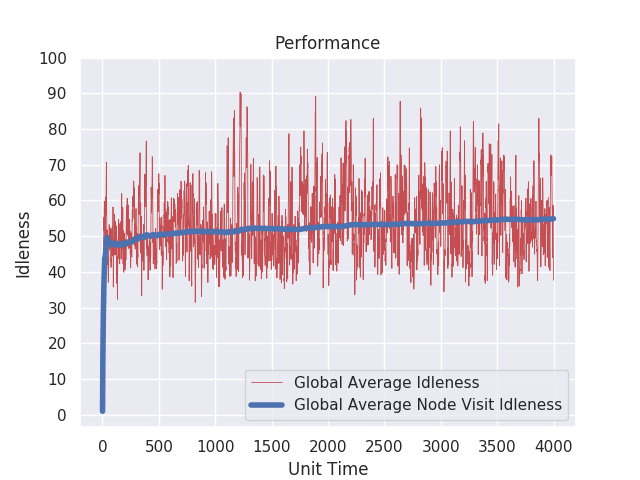 Performance
100
90
80
70
60
50
40
30
20
10
0
Idleness
Global Average Idleness
Global Average Node Visit Idleness
0 500 1000 1500 2000 2500 3000 3500 4000
Unit Time